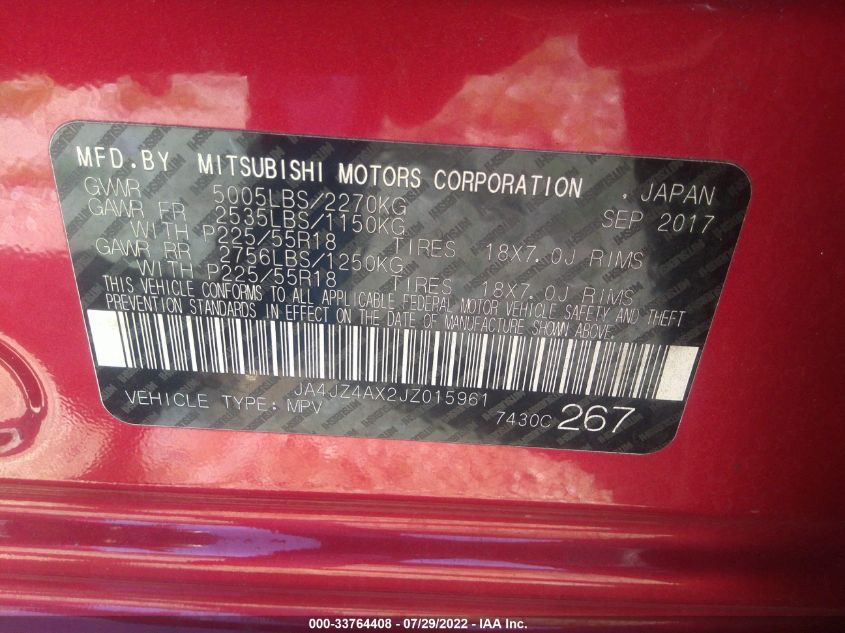 MFD.BY MITSUBISHI MOTORS CORPORATION , JAPAN
GVWR 5005LBS/2270KG SEP 2017
GAWR FR 2535LBS/1150KG
WITH P225/55R18 TIRES 18X7.0J RIMS
GAWR RR 2756LBS/1250KG
WITH P225/55R18 TIRES 18X7.0J RIMS
THIS VEHICLE CONFORMS TO ALL APPLICABLE FEDERAL MOTOR VEHICLE SAFETY AND THEFT
PREVENTION STANDARDS IN EFFECT ON THE DATE OF MANUFACTURE SHOWN ABOVE.
JA4JZ4AX2JZ015961
VEHICLE TYPE: MPV 7430C 267
000-33764408 - 07/29/2022 - IAA Inc.